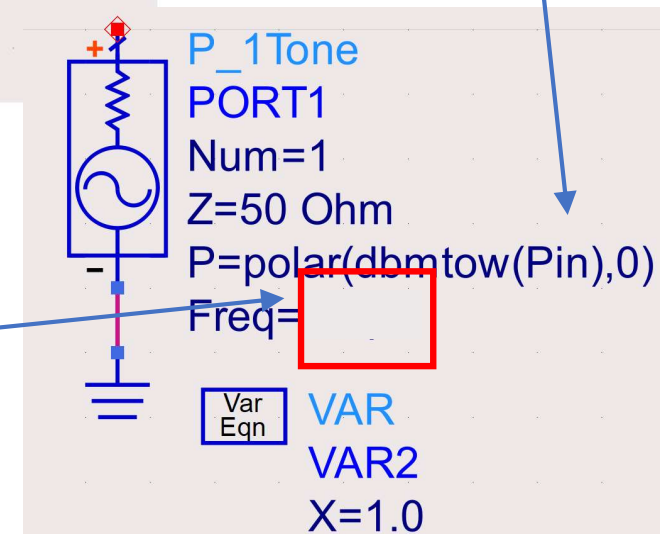 P_1Tone
PORT1
Num=1
Z=50 Ohm
P=polar(dbmtow(Pin),0)
Freq=
+
-
Var
Eqn
VAR
VAR2
X=1.0